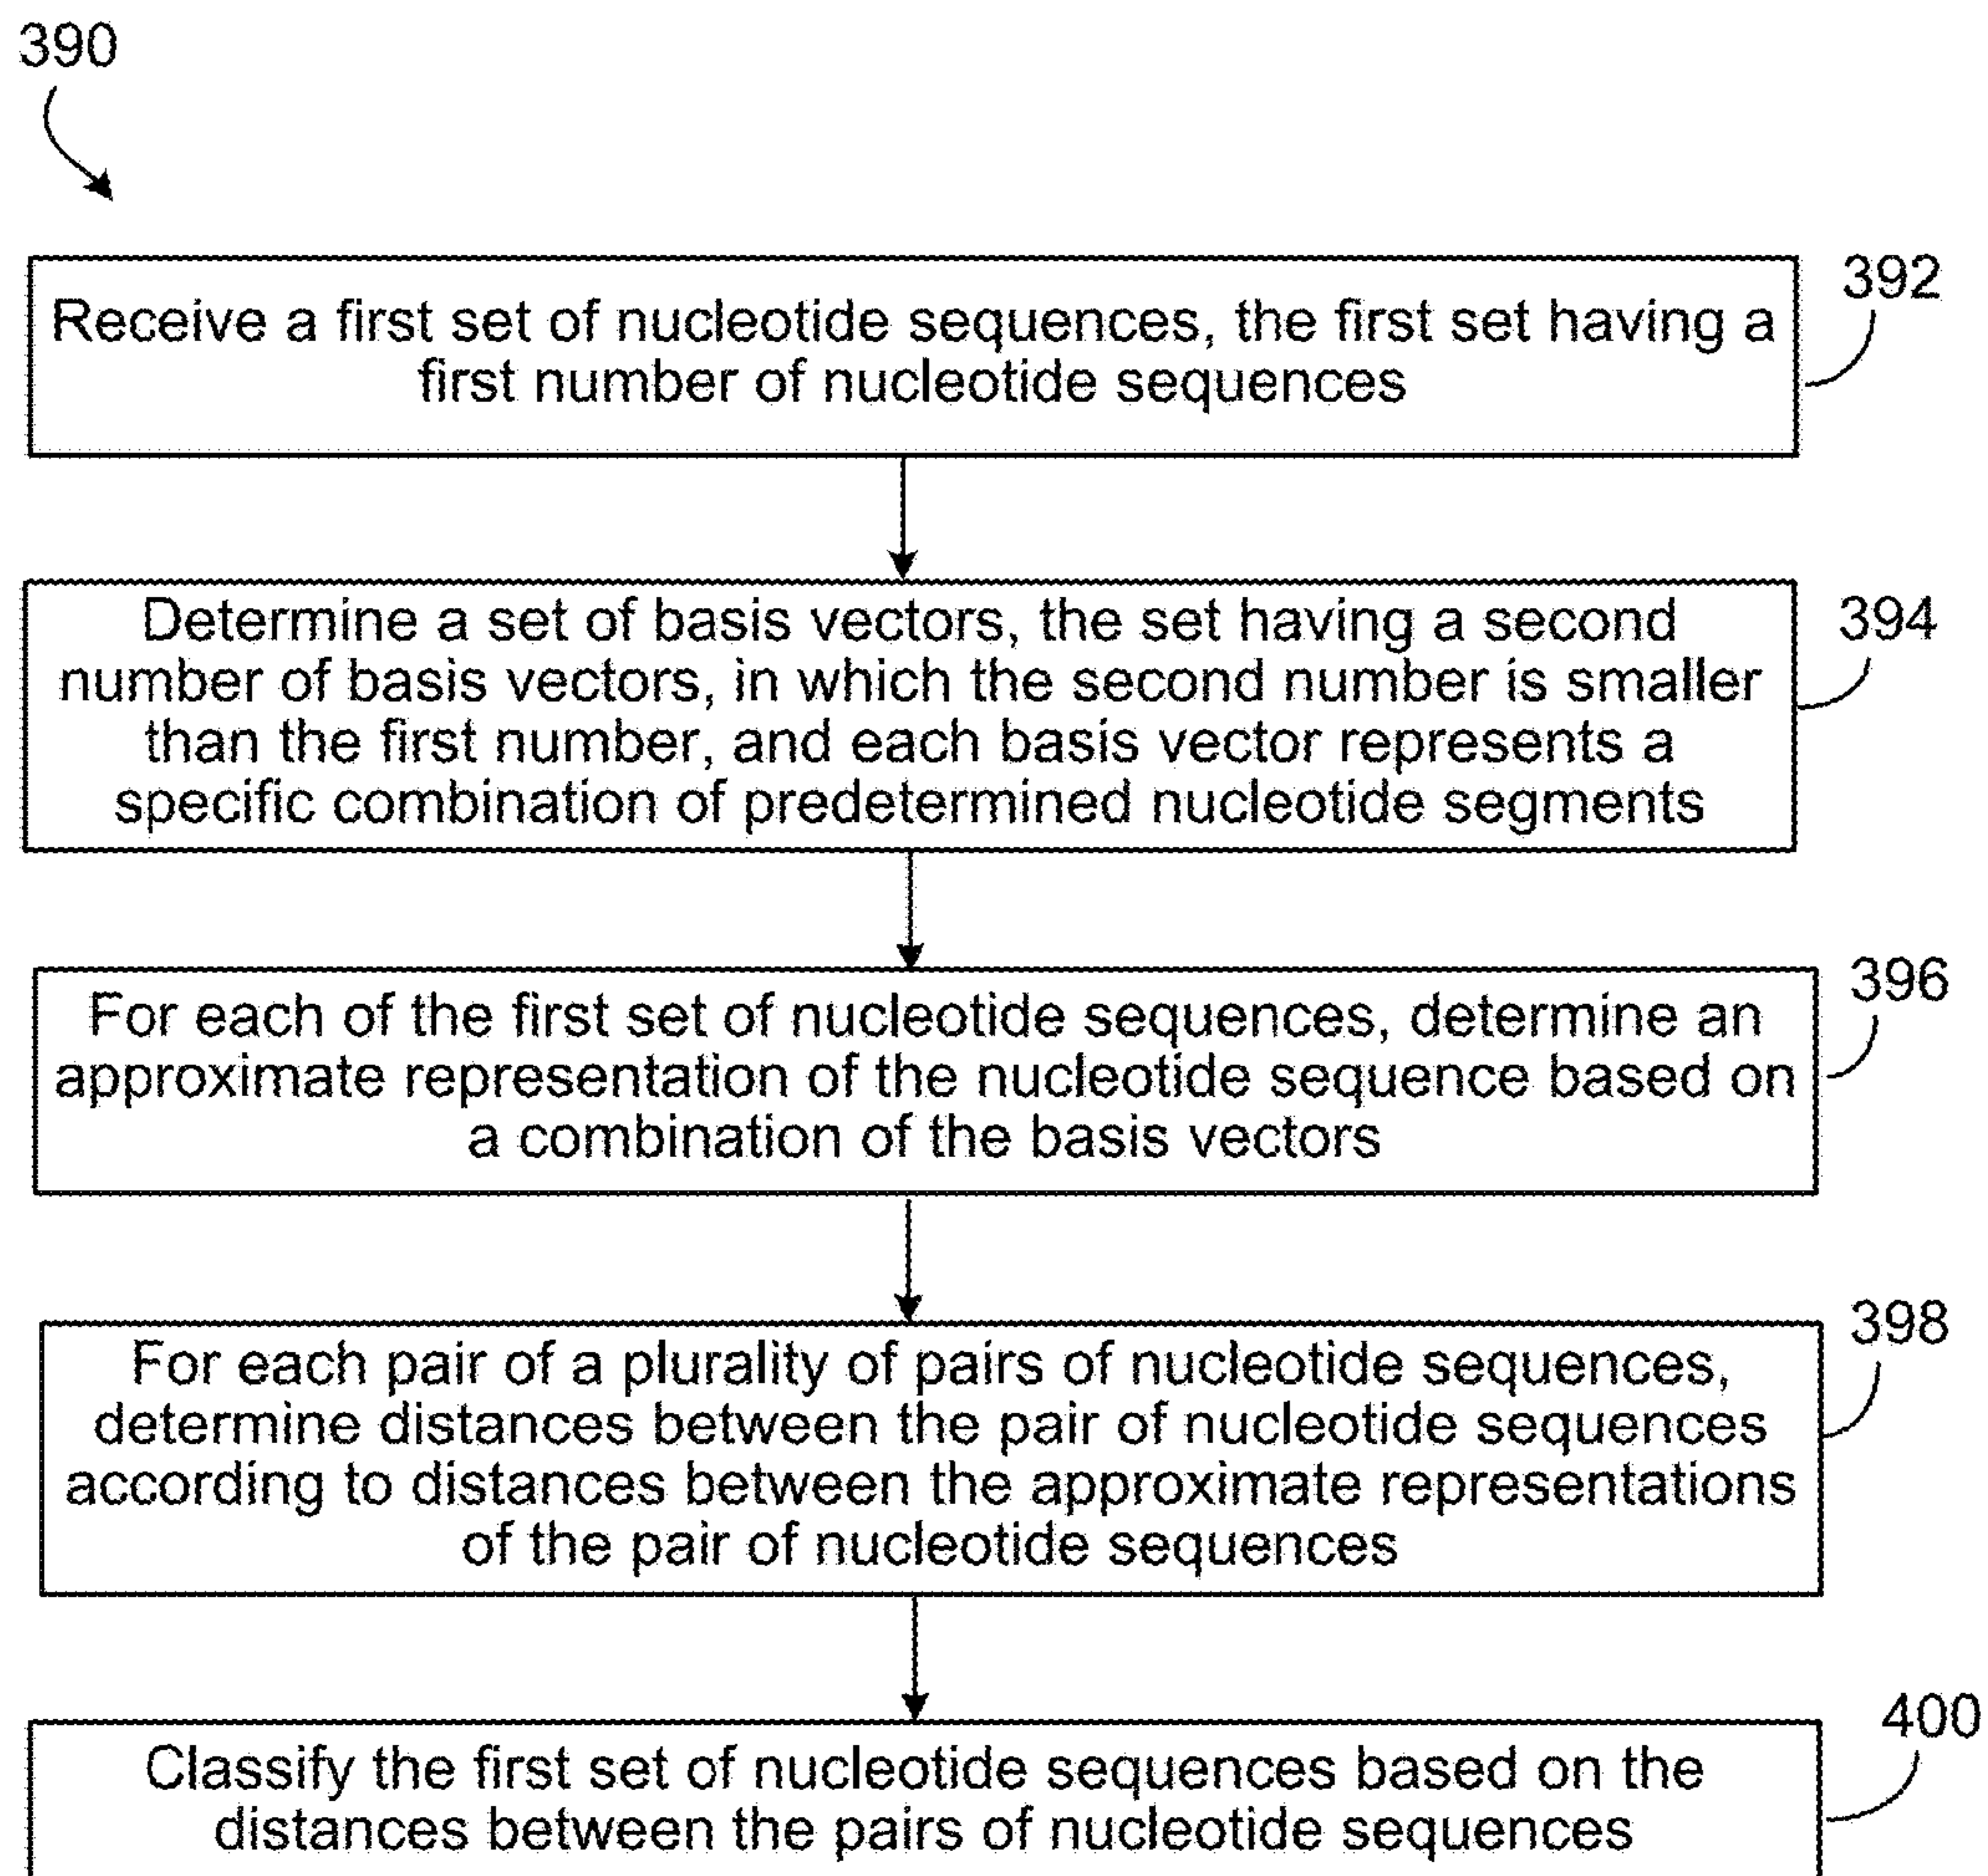 390
392
Receive a first set of nucleotide sequences, the first set having a
first number of nucleotide sequences
394
Determine a set of basis vectors, the set having a second
number of basis vectors, in which the second number is smaller
than the first number, and each basis vector represents a
specific combination of predetermined nucleotide segments
396
For each of the first set of nucleotide sequences, determine an
approximate representation of the nucleotide sequence based on
a combination of the basis vectors
398
For each pair of a plurality of pairs of nucleotide sequences,
determine distances between the pair of nucleotide sequences
according to distances between the approximate representations
of the pair of nucleotide sequences
400
Classify the first set of nucleotide sequences based on the
distances between the pairs of nucleotide sequences